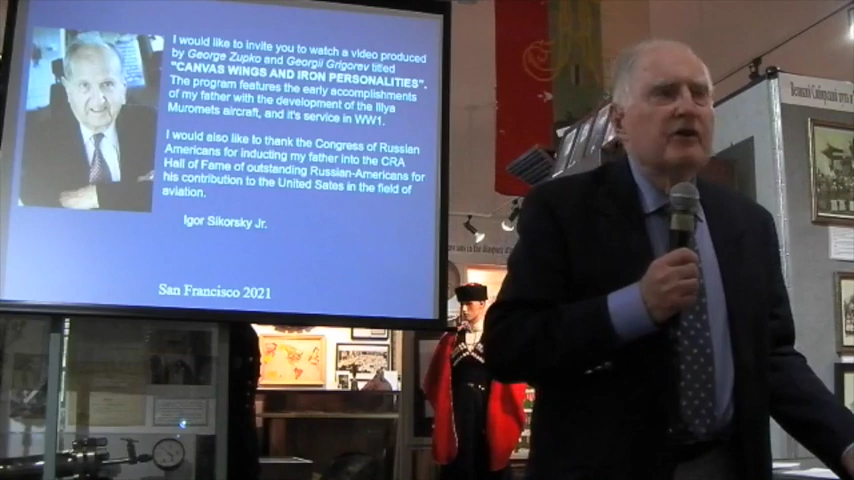 I would like to invite you to watch a video produced
by George Zupko and Georgii Grigorev titled
"CANVAS WINGS AND IRON PERSONALITIES".
The program features the early accomplishments
of my father with the development of the Illya
Muromets aircraft, and it's service in WW1.
I would also like to thank the Congress of Russian
Americans for inducting my father into the CRA
Hall of Fame of outstanding Russian-Americans for
his contribution to the United States in the field of
aviation.
Igor Sikorsky Jr.
San Francisco 2021